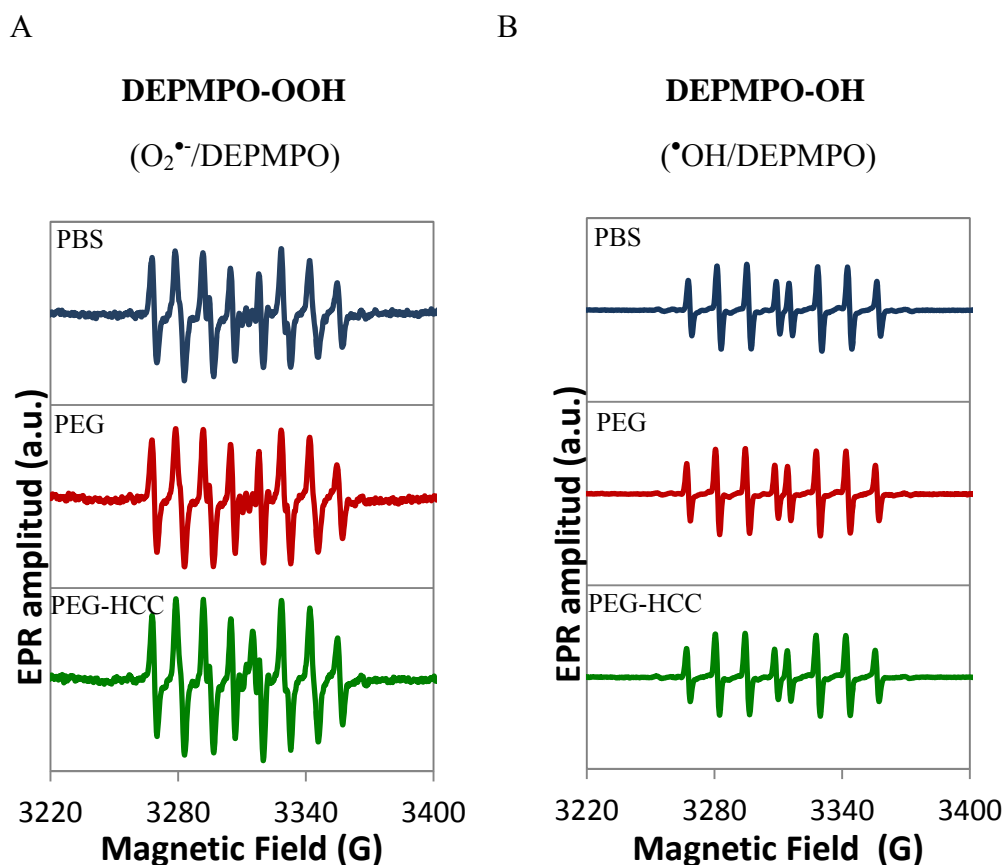 A
DEPMPO-OOH
(O₂•-/DEPMPO)
PBS
PEG
PEG-HCC
EPR amplitud (a.u.)
3220 3280 3340 3400
Magnetic Field (G)
B
DEPMPO-OH
(•OH/DEPMPO)
PBS
PEG
PEG-HCC
EPR amplitud (a.u.)
3220 3280 3340 3400
Magnetic Field (G)